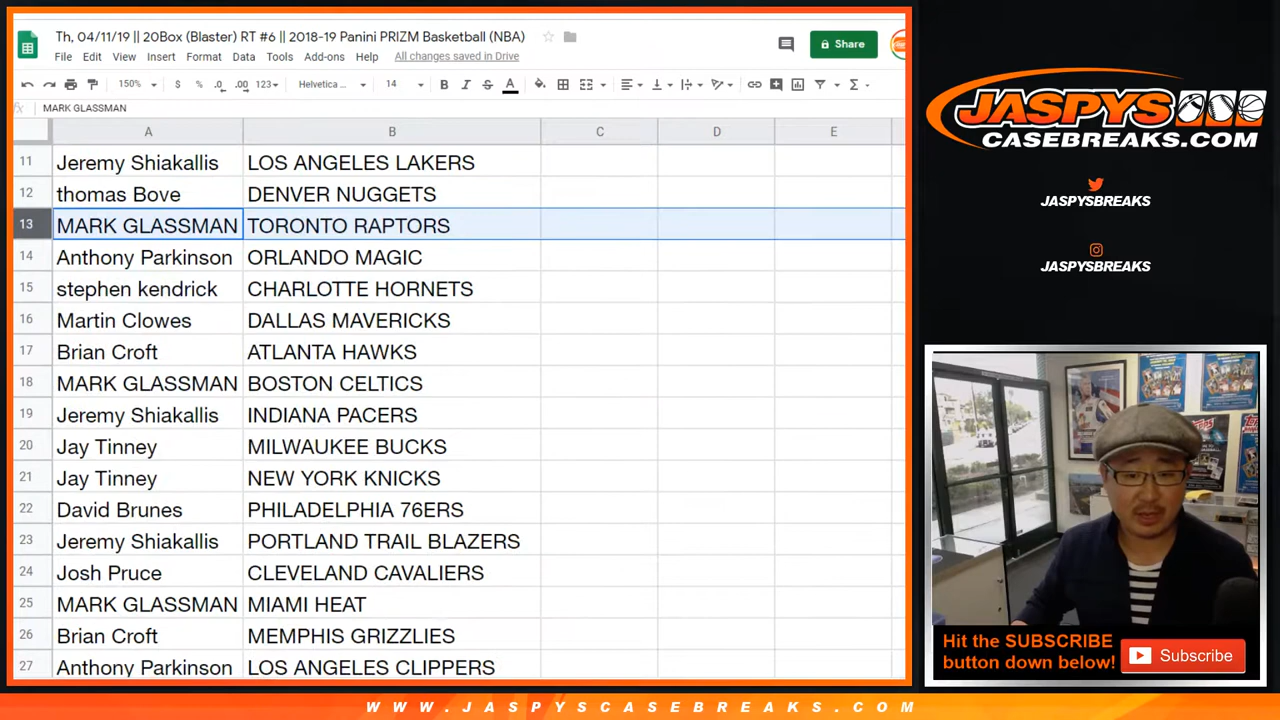 Th, 04/11/19 || 20Box (Blaster) RT #6 || 2018-19 Panini PRIZM Basketball (NBA)
File Edit View Insert Format Data Tools Add-ons Help All changes saved in Drive
Share
150% $ % .0 .00 123 Helvetica ... 14 B I S A
fx MARK GLASSMAN
A B C D E
11 Jeremy Shiakallis LOS ANGELES LAKERS
12 thomas Bove DENVER NUGGETS
13 MARK GLASSMAN TORONTO RAPTORS
14 Anthony Parkinson ORLANDO MAGIC
15 stephen kendrick CHARLOTTE HORNETS
16 Martin Clowes DALLAS MAVERICKS
17 Brian Croft ATLANTA HAWKS
18 MARK GLASSMAN BOSTON CELTICS
19 Jeremy Shiakallis INDIANA PACERS
20 Jay Tinney MILWAUKEE BUCKS
21 Jay Tinney NEW YORK KNICKS
22 David Brunes PHILADELPHIA 76ERS
23 Jeremy Shiakallis PORTLAND TRAIL BLAZERS
24 Josh Pruce CLEVELAND CAVALIERS
25 MARK GLASSMAN MIAMI HEAT
26 Brian Croft MEMPHIS GRIZZLIES
27 Anthony Parkinson LOS ANGELES CLIPPERS
JASPYS
CASEBREAKS.COM
JASPYSBREAKS
JASPYSBREAKS
Topps
Hit the SUBSCRIBE
button down below!
Subscribe
WWW.JASPYSCASEBREAKS.COM